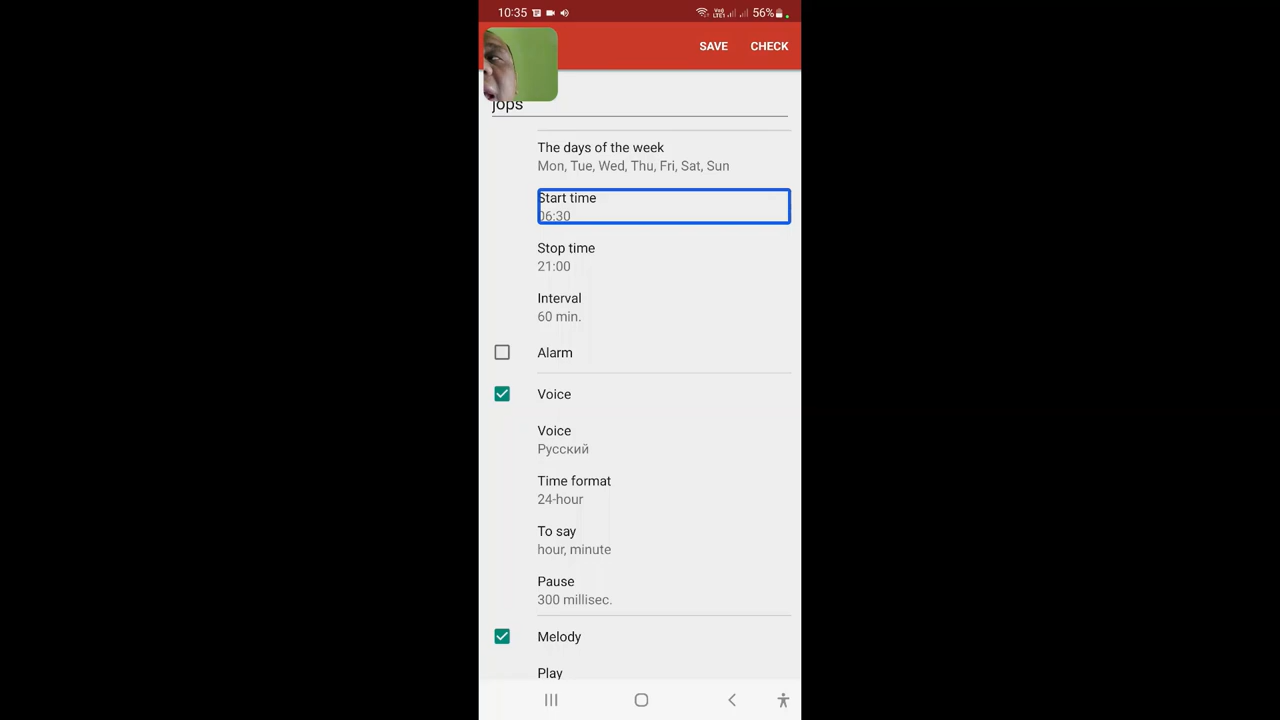 10:35 56%
SAVE CHECK
jops
The days of the week
Mon, Tue, Wed, Thu, Fri, Sat, Sun
Start time
06:30
Stop time
21:00
Interval
60 min.
Alarm
Voice
Voice
Русский
Time format
24-hour
To say
hour, minute
Pause
300 millisec.
Melody
Play